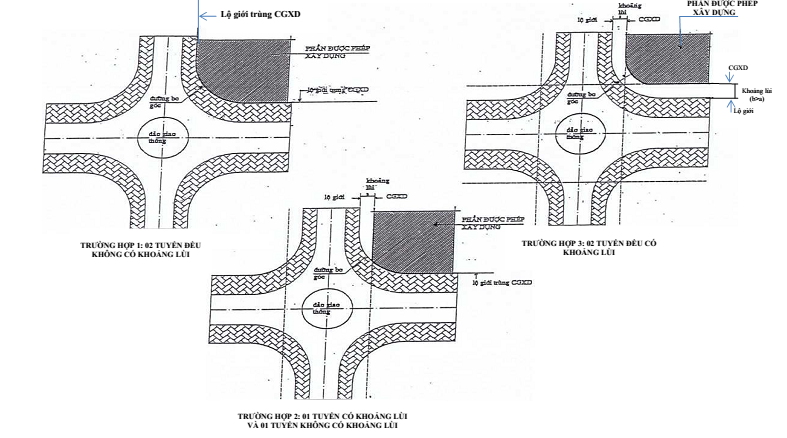 Lộ giới trùng CGXD
PHẦN ĐƯỢC PHÉP
XÂY DỰNG
lộ giới trùng CGXD
đường bo
góc
đảo giao
thông
TRƯỜNG HỢP 1: 02 TUYẾN ĐỀU
KHÔNG CÓ KHOẢNG LÙI
khoảng
lùi
lộ giới
CGXD
PHẦN ĐƯỢC PHÉP
XÂY DỰNG
CGXD
Khoảng lùi
(b>a)
Lộ giới
đường bo
góc
đảo giao
thông
TRƯỜNG HỢP 3: 02 TUYẾN ĐỀU CÓ
KHOẢNG LÙI
khoảng
lùi
lộ giới
CGXD
PHẦN ĐƯỢC PHÉP
XÂY DỰNG
lộ giới trùng CGXD
đường bo
góc
đảo giao
thông
TRƯỜNG HỢP 2: 01 TUYẾN CÓ KHOẢNG LÙI
VÀ 01 TUYẾN KHÔNG CÓ KHOẢNG LÙI